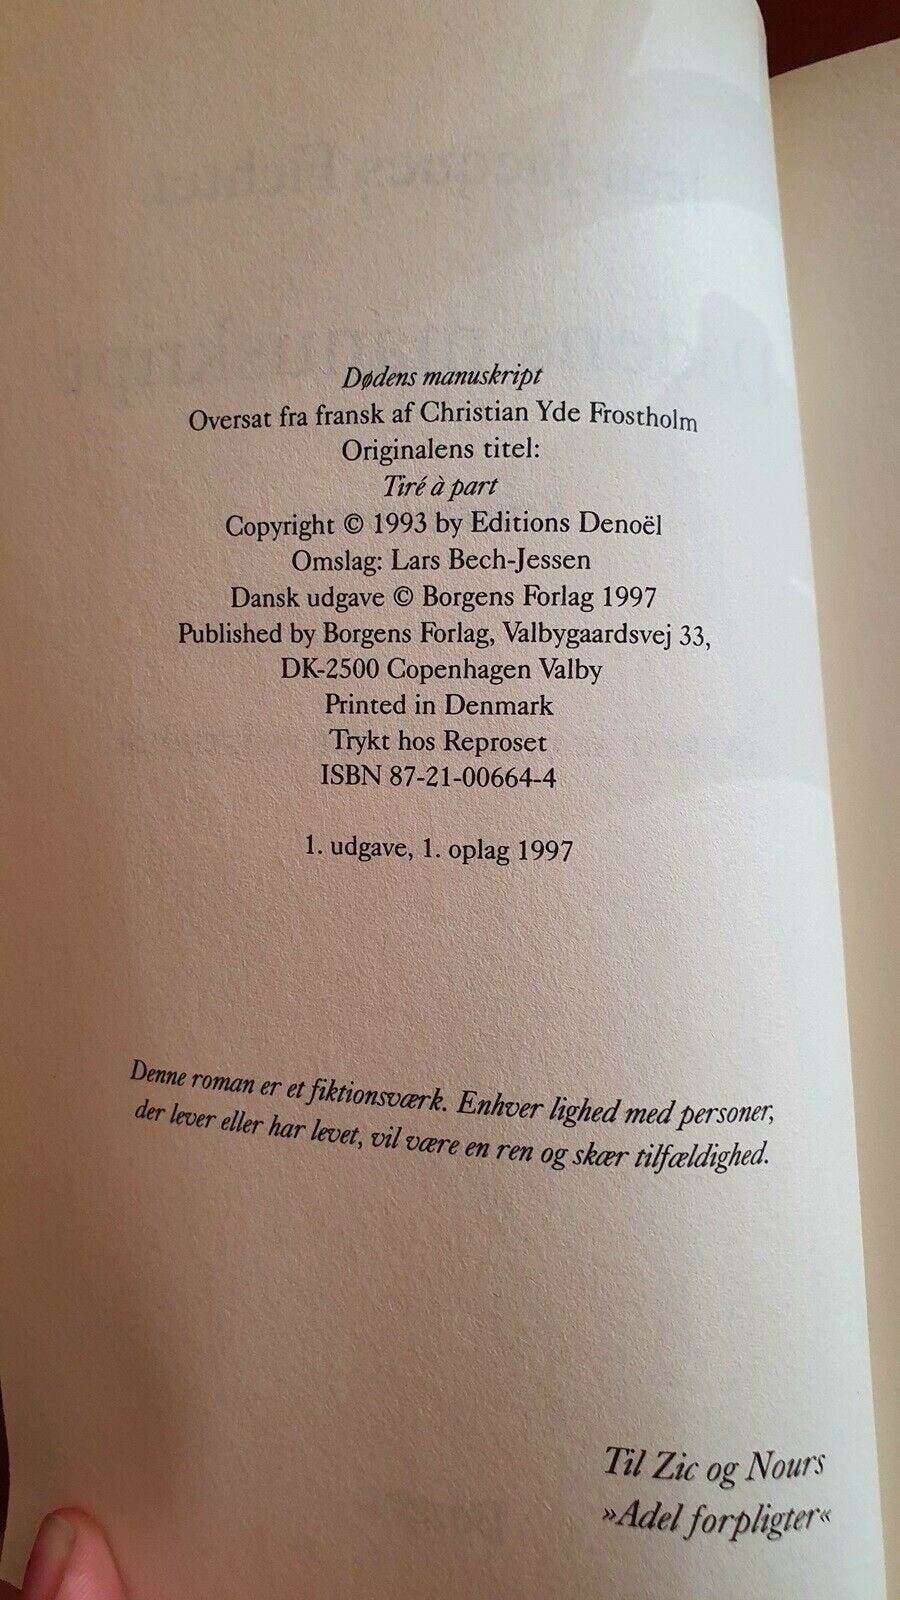 Dødens manuskript
Oversat fra fransk af Christian Yde Frostholm
Originalens titel:
Tiré à part
Copyright © 1993 by Editions Denoël
Omslag: Lars Bech-Jessen
Dansk udgave © Borgens Forlag 1997
Published by Borgens Forlag, Valbygaardsvej 33,
DK-2500 Copenhagen Valby
Printed in Denmark
Trykt hos Reproset
ISBN 87-21-00664-4
1. udgave, 1. oplag 1997
Denne roman er et fiktionsværk. Enhver lighed med personer,
der lever eller har levet, vil være en ren og skær tilfældighed.
Til Zic og Nours
»Adel forpligter«